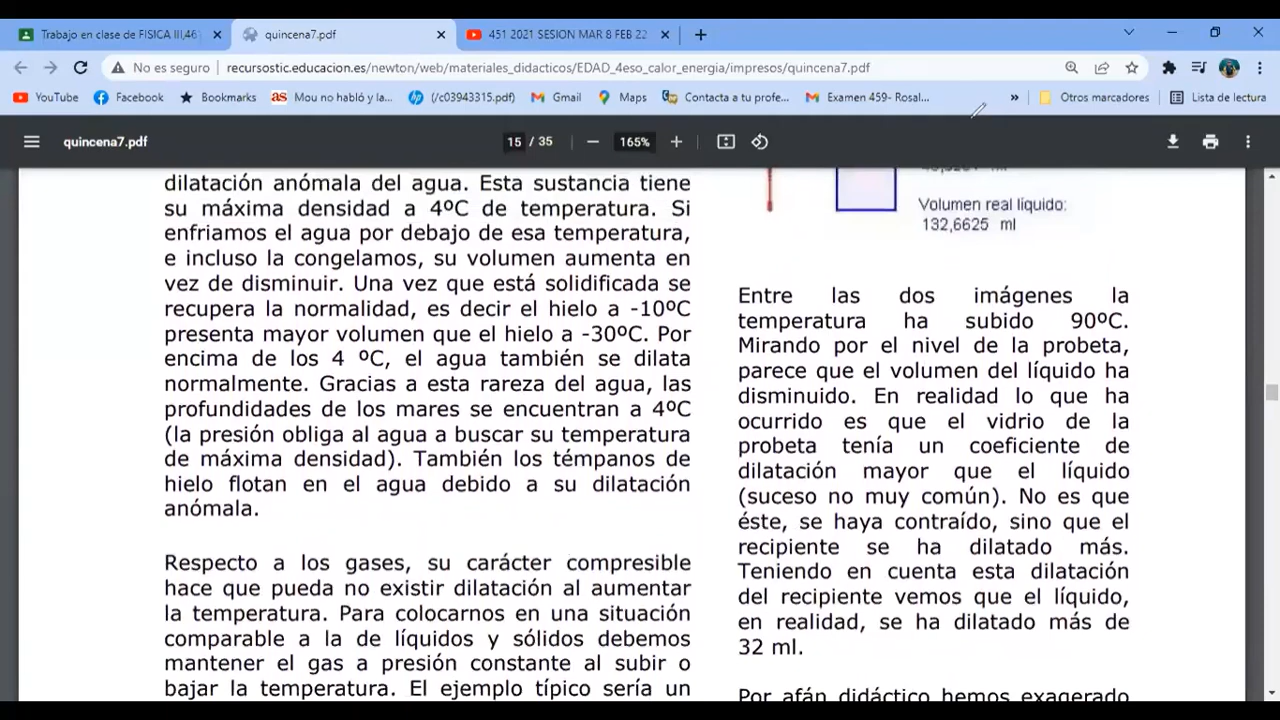 Trabajo en clase de FISICA III,46
quincena7.pdf
451 2021 SESION MAR 8 FEB 22
No es seguro
recursostic.educacion.es/newton/web/materiales_didacticos/EDAD_4eso_calor_energia/impresos/quincena7.pdf
YouTube
Facebook
Bookmarks
Mou no habló y la...
(/c03943315.pdf)
Gmail
Maps
Contacta a tu profe...
Examen 459- Rosal...
»
Otros marcadores
Lista de lectura
quincena7.pdf
15 / 35
165%
dilatación anómala del agua. Esta sustancia tiene
su máxima densidad a 4ºC de temperatura. Si
enfriamos el agua por debajo de esa temperatura,
e incluso la congelamos, su volumen aumenta en
vez de disminuir. Una vez que está solidificada se
recupera la normalidad, es decir el hielo a -10ºC
presenta mayor volumen que el hielo a -30ºC. Por
encima de los 4 ºC, el agua también se dilata
normalmente. Gracias a esta rareza del agua, las
profundidades de los mares se encuentran a 4ºC
(la presión obliga al agua a buscar su temperatura
de máxima densidad). También los témpanos de
hielo flotan en el agua debido a su dilatación
anómala.
Respecto a los gases, su carácter compresible
hace que pueda no existir dilatación al aumentar
la temperatura. Para colocarnos en una situación
comparable a la de líquidos y sólidos debemos
mantener el gas a presión constante al subir o
bajar la temperatura. El ejemplo típico sería un
Volumen real líquido:
132,6625 ml
Entre las dos imágenes la
temperatura ha subido 90ºC.
Mirando por el nivel de la probeta,
parece que el volumen del líquido ha
disminuido. En realidad lo que ha
ocurrido es que el vidrio de la
probeta tenía un coeficiente de
dilatación mayor que el líquido
(suceso no muy común). No es que
éste, se haya contraído, sino que el
recipiente se ha dilatado más.
Teniendo en cuenta esta dilatación
del recipiente vemos que el líquido,
en realidad, se ha dilatado más de
32 ml.
Por afán didáctico hemos exagerado